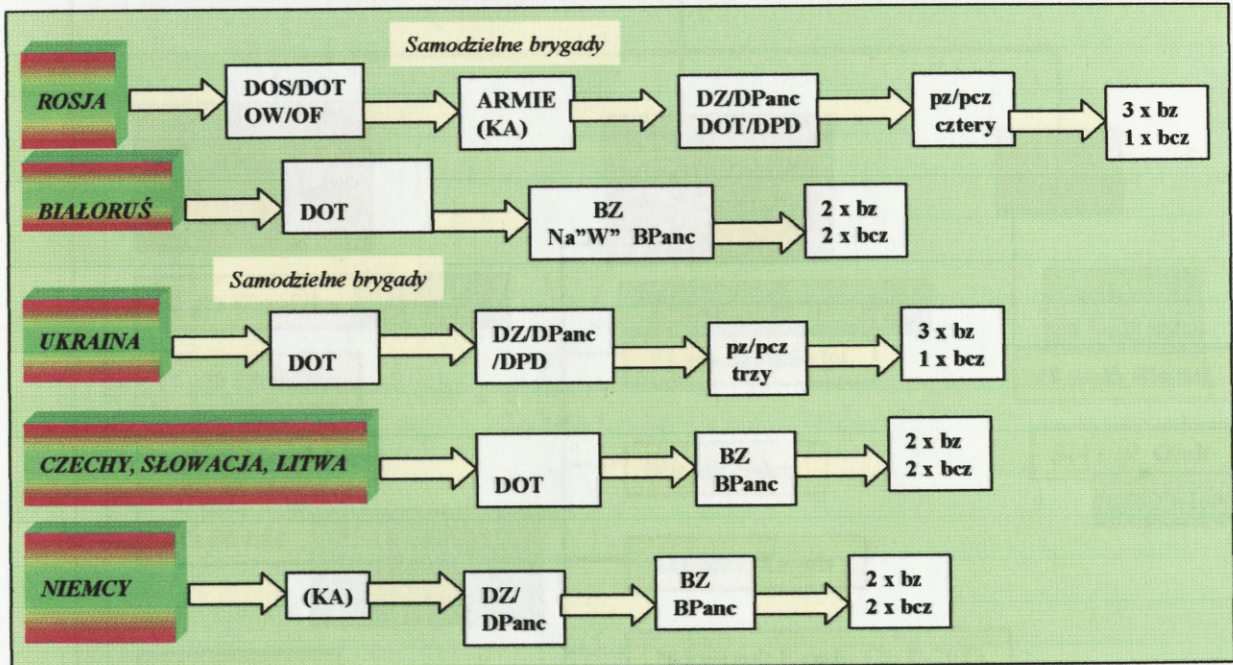 Samodzielne brygady
ROSJA
DOS/DOT
OW/OF
ARMIE
(KA)
DZ/DPanc
DOT/DPD
pz/pcz
cztery
3 x bz
1 x bcz
BIAŁORUŚ
DOT
BZ
Na”W” BPanc
2 x bz
2 x bcz
Samodzielne brygady
UKRAINA
DOT
DZ/DPanc
/DPD
pz/pcz
trzy
3 x bz
1 x bcz
CZECHY, SŁOWACJA, LITWA
DOT
BZ
BPanc
2 x bz
2 x bcz
NIEMCY
(KA)
DZ/
DPanc
BZ
BPanc
2 x bz
2 x bcz